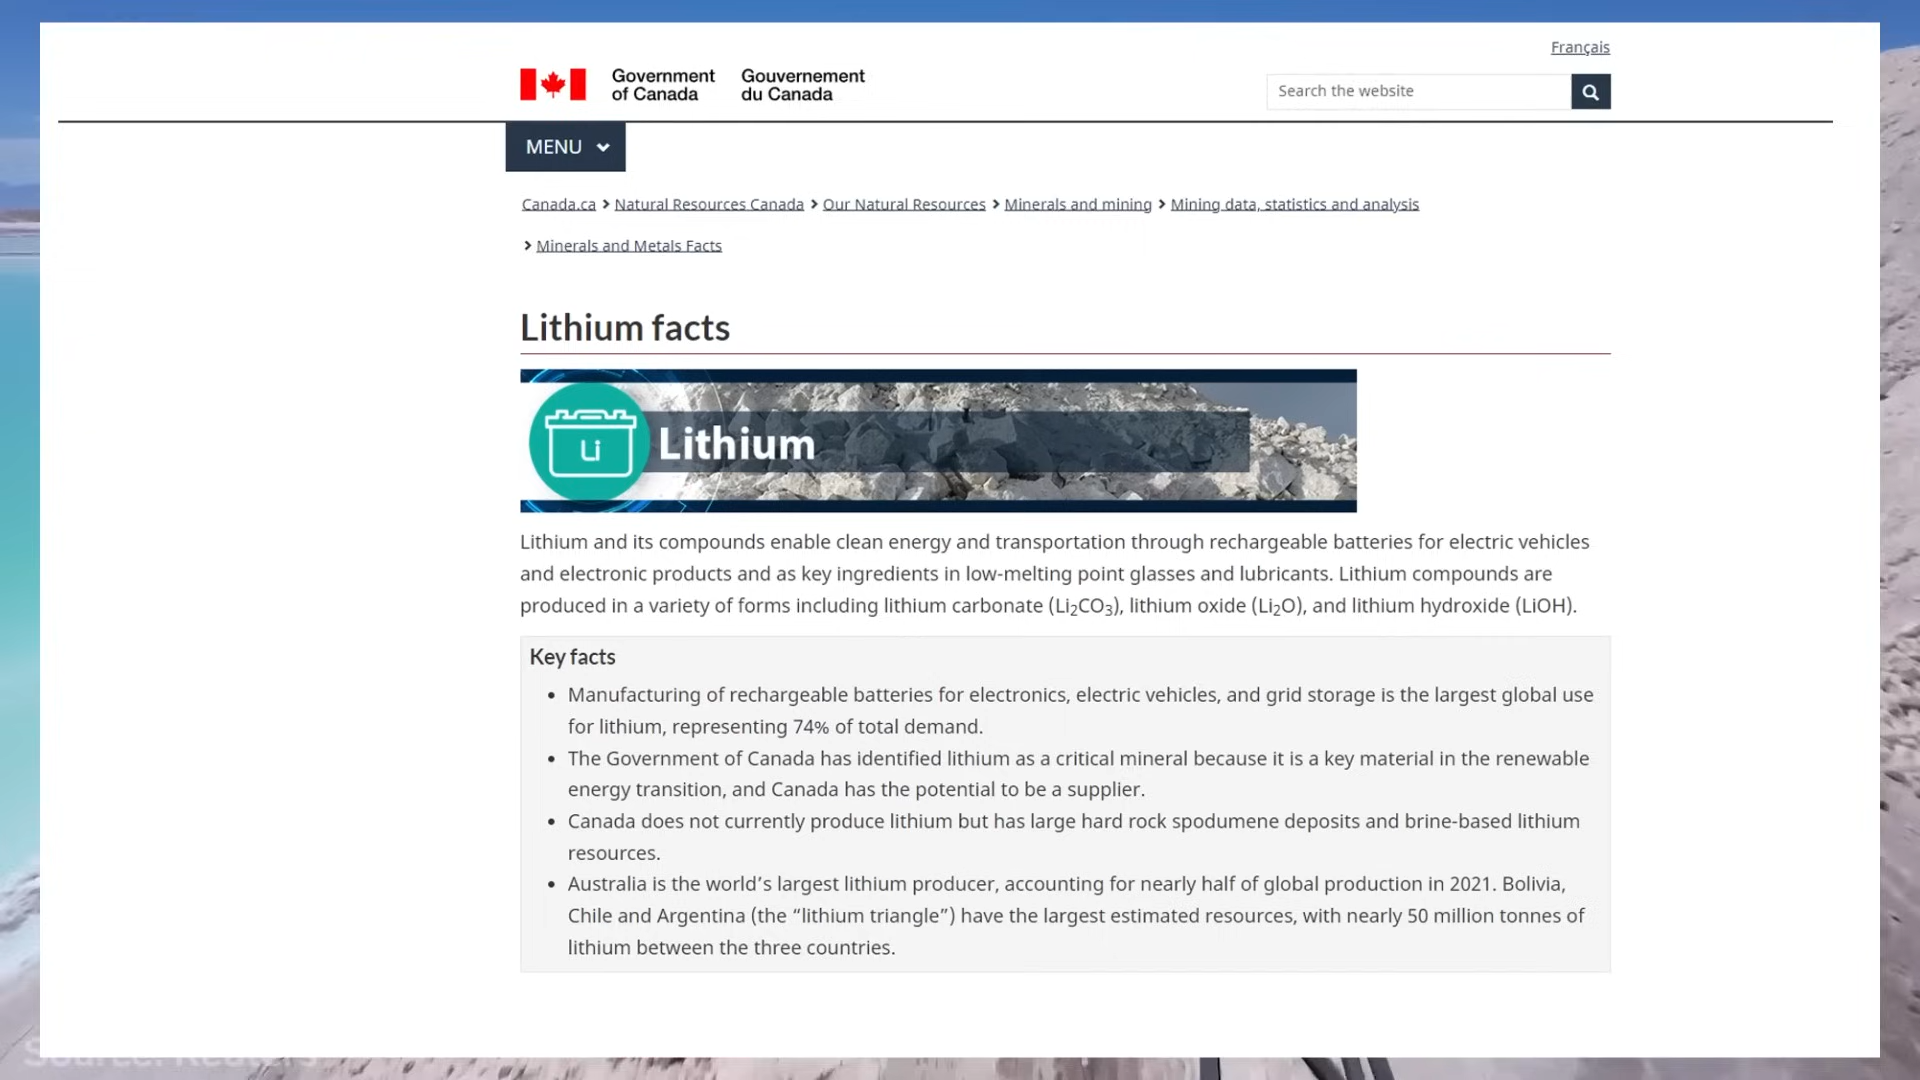 Français
Government
of Canada
Gouvernement
du Canada
Search the website
MENU
Canada.ca > Natural Resources Canada > Our Natural Resources > Minerals and mining > Mining data, statistics and analysis
> Minerals and Metals Facts
Lithium facts
Li
Lithium
Lithium and its compounds enable clean energy and transportation through rechargeable batteries for electric vehicles
and electronic products and as key ingredients in low-melting point glasses and lubricants. Lithium compounds are
produced in a variety of forms including lithium carbonate (Li₂CO₃), lithium oxide (Li₂O), and lithium hydroxide (LiOH).
Key facts
• Manufacturing of rechargeable batteries for electronics, electric vehicles, and grid storage is the largest global use
for lithium, representing 74% of total demand.
• The Government of Canada has identified lithium as a critical mineral because it is a key material in the renewable
energy transition, and Canada has the potential to be a supplier.
• Canada does not currently produce lithium but has large hard rock spodumene deposits and brine-based lithium
resources.
• Australia is the world’s largest lithium producer, accounting for nearly half of global production in 2021. Bolivia,
Chile and Argentina (the “lithium triangle”) have the largest estimated resources, with nearly 50 million tonnes of
lithium between the three countries.
Source: Reuters